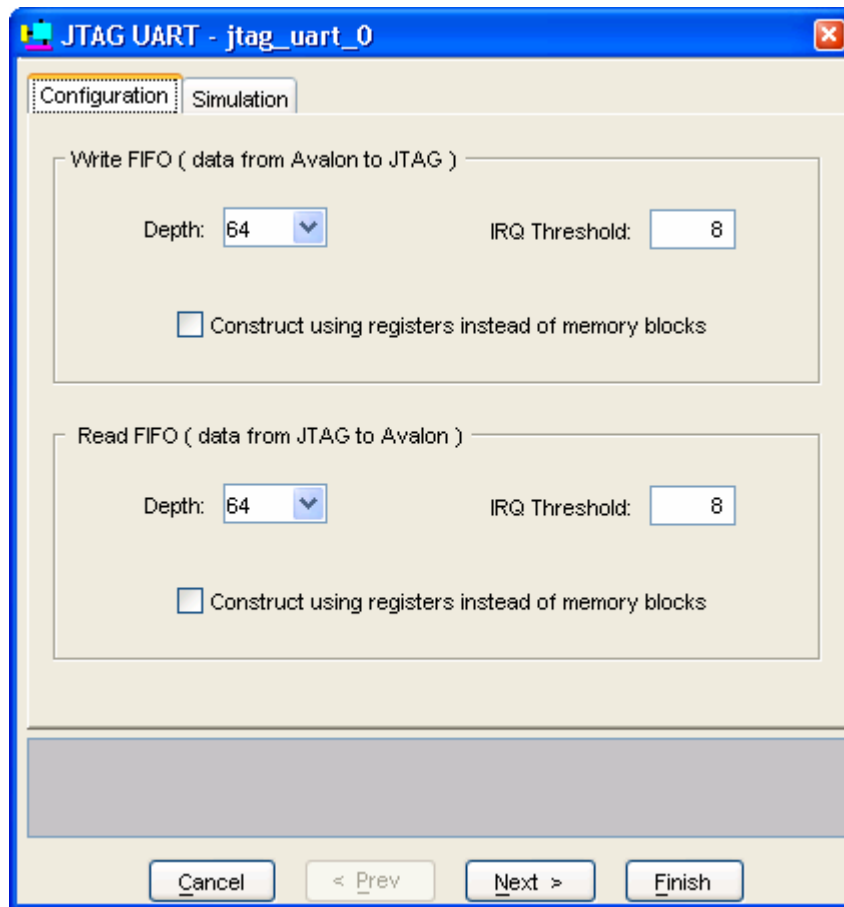 JTAG UART - jtag_uart_0
Configuration Simulation
Write FIFO ( data from Avalon to JTAG )
Depth: 64 IRQ Threshold: 8
Construct using registers instead of memory blocks
Read FIFO ( data from JTAG to Avalon )
Depth: 64 IRQ Threshold: 8
Construct using registers instead of memory blocks
Cancel < Prev Next > Finish